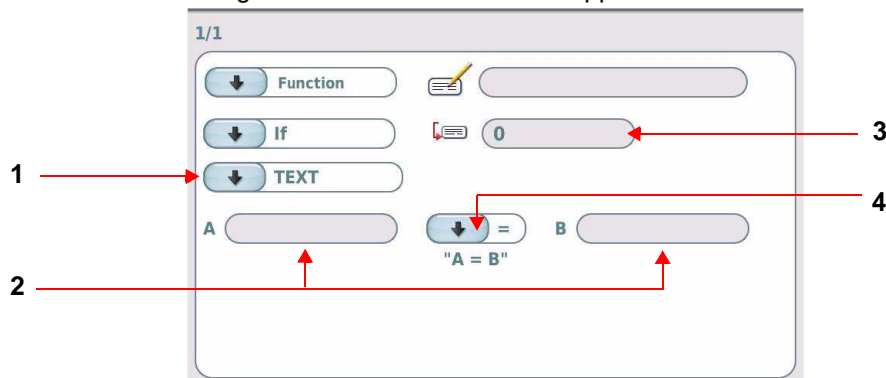 1/1
Function
If
0
3
1
TEXT
4
A
=
B
"A = B"
2